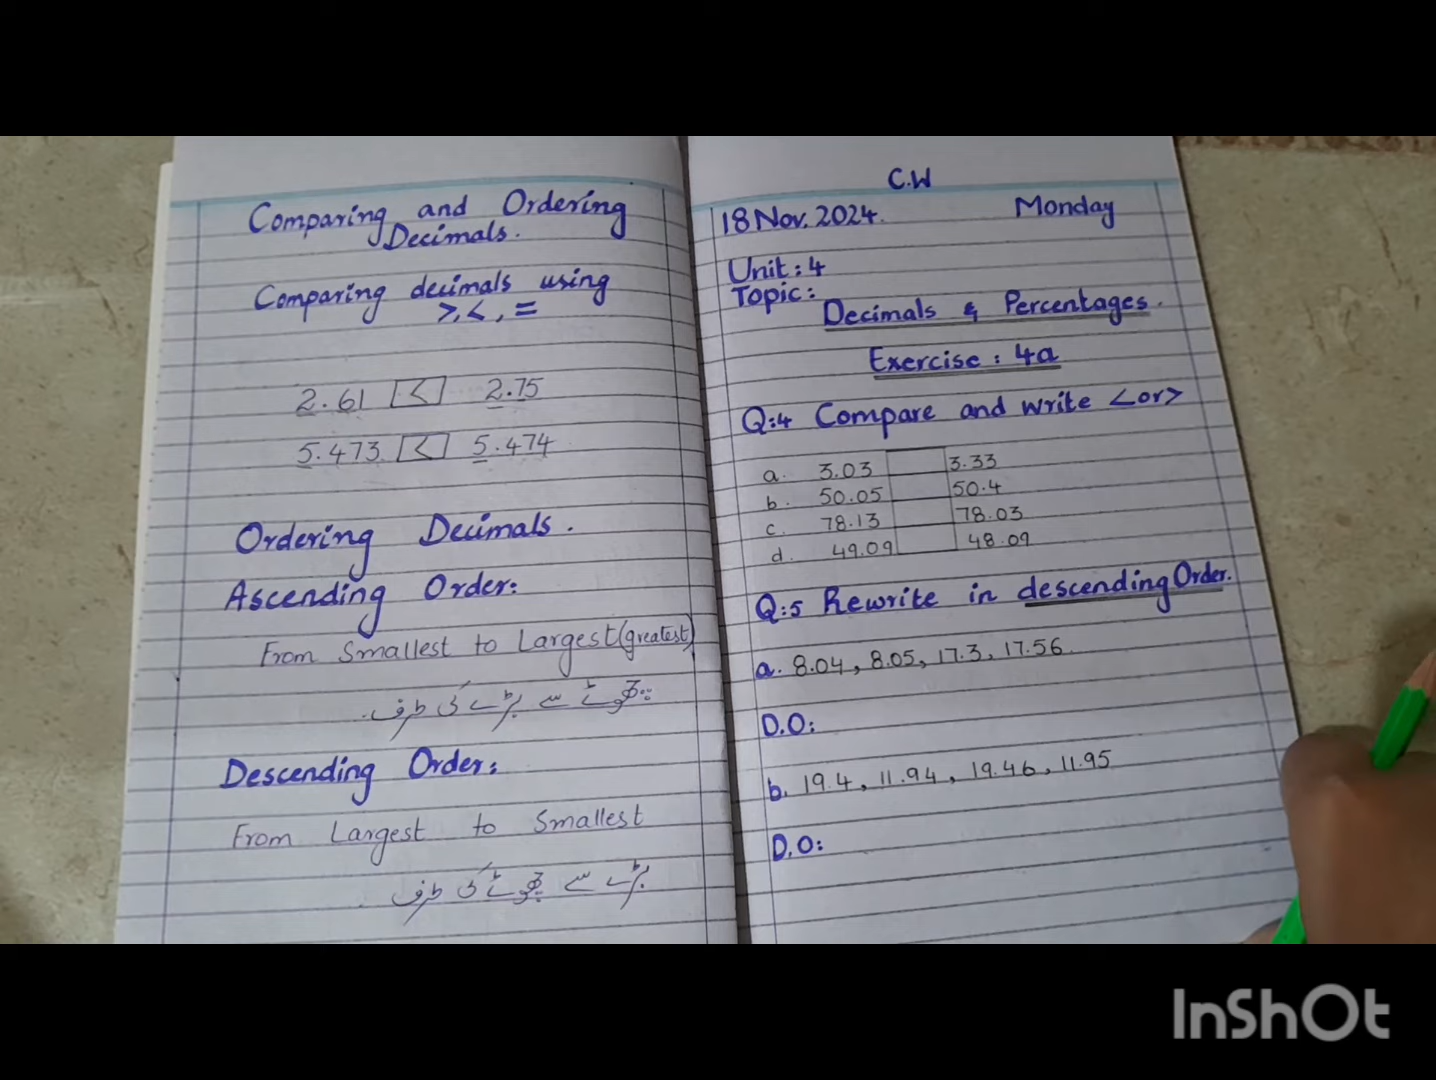 Comparing and Ordering
Decimals.
Comparing decimals using
>, <, =
2.61 < 2.75
5.473 < 5.474
Ordering Decimals.
Ascending Order:
From Smallest to Largest(greatest)
چھوٹے سے بڑے کی طرف.
Descending Order:
From Largest to Smallest
بڑے سے چھوٹے کی طرف.
C.W
18 Nov. 2024. Monday
Unit: 4
Topic:
Decimals & Percentages.
Exercise: 4a
Q:4 Compare and write <or>
a. 3.03 3.33
b. 50.05 50.4
c. 78.13 78.03
d. 49.09 48.09
Q:5 Rewrite in descending Order.
a. 8.04, 8.05, 17.3, 17.56
D.O:
b. 19.4, 11.94, 19.46, 11.95
D.O:
InShOt